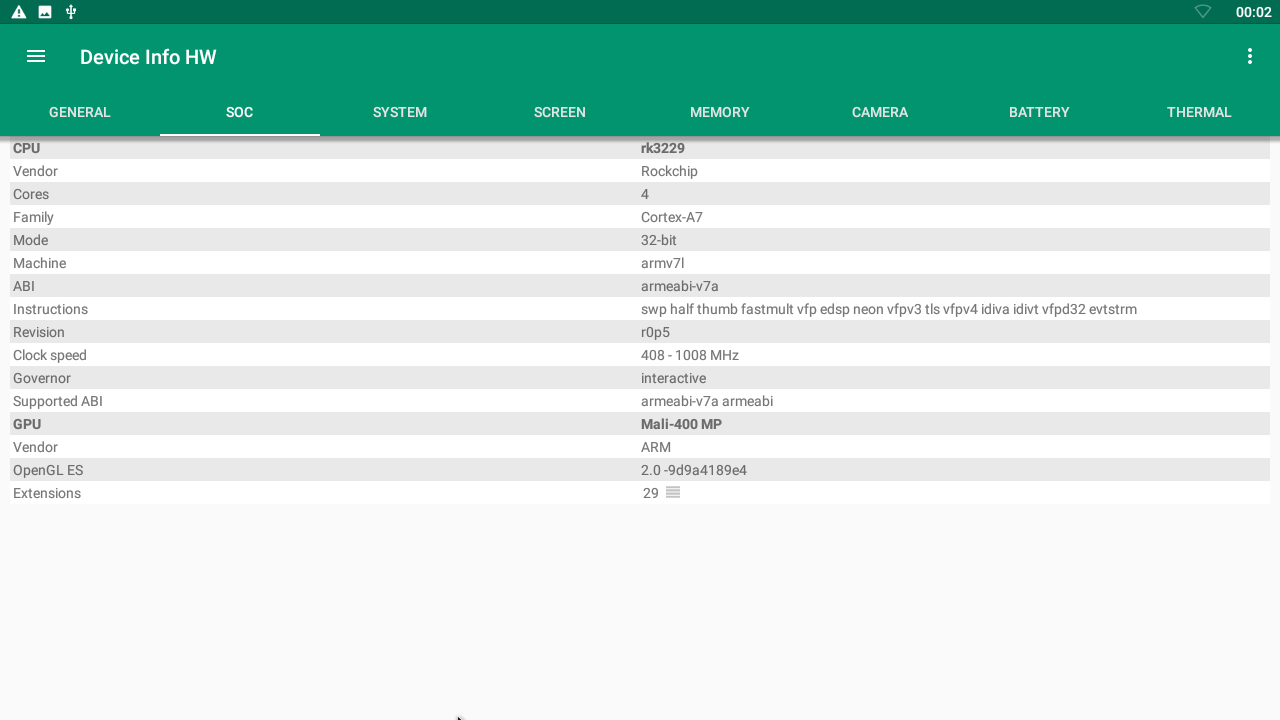 00:02
Device Info HW
GENERAL SOC SYSTEM SCREEN MEMORY CAMERA BATTERY THERMAL
CPU rk3229
Vendor Rockchip
Cores 4
Family Cortex-A7
Mode 32-bit
Machine armv7l
ABI armeabi-v7a
Instructions swp half thumb fastmult vfp edsp neon vfpv3 tls vfpv4 idiva idivt vfpd32 evtstrm
Revision r0p5
Clock speed 408 - 1008 MHz
Governor interactive
Supported ABI armeabi-v7a armeabi
GPU Mali-400 MP
Vendor ARM
OpenGL ES 2.0 -9d9a4189e4
Extensions 29